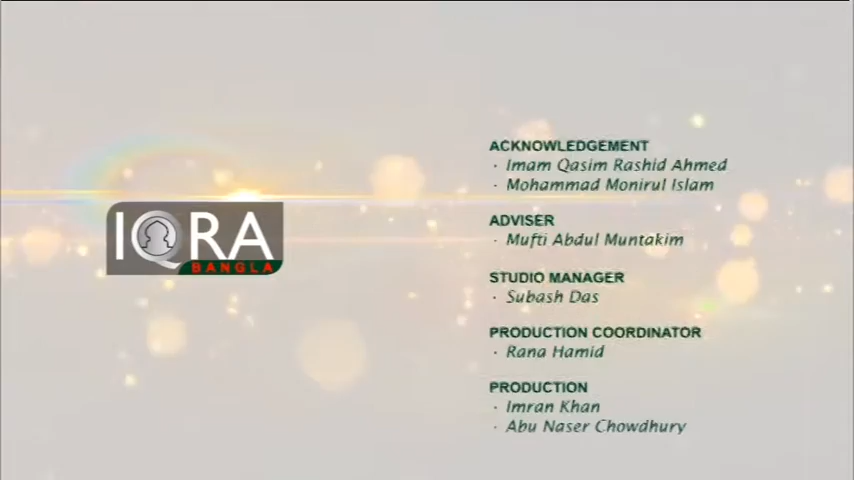 IQRA
BANGLA
ACKNOWLEDGEMENT
· Imam Qasim Rashid Ahmed
· Mohammad Monirul Islam
ADVISER
· Mufti Abdul Muntakim
STUDIO MANAGER
· Subash Das
PRODUCTION COORDINATOR
· Rana Hamid
PRODUCTION
· Imran Khan
· Abu Naser Chowdhury